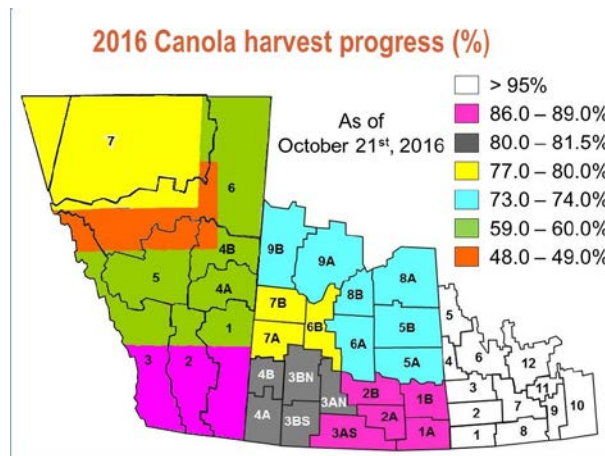 2016 Canola harvest progress (%)
As of
October 21st, 2016
> 95%
86.0 – 89.0%
80.0 – 81.5%
77.0 – 80.0%
73.0 – 74.0%
59.0 – 60.0%
48.0 – 49.0%
7
6
4B
5
4A
1
3
2
9B
9A
8A
7B
8B
6B
5B
7A
6A
5A
4B
3BN
3AN
2B
1B
4A
3BS
2A
3AS
1A
5
4
6
12
3
11
2
7
9
10
1
8